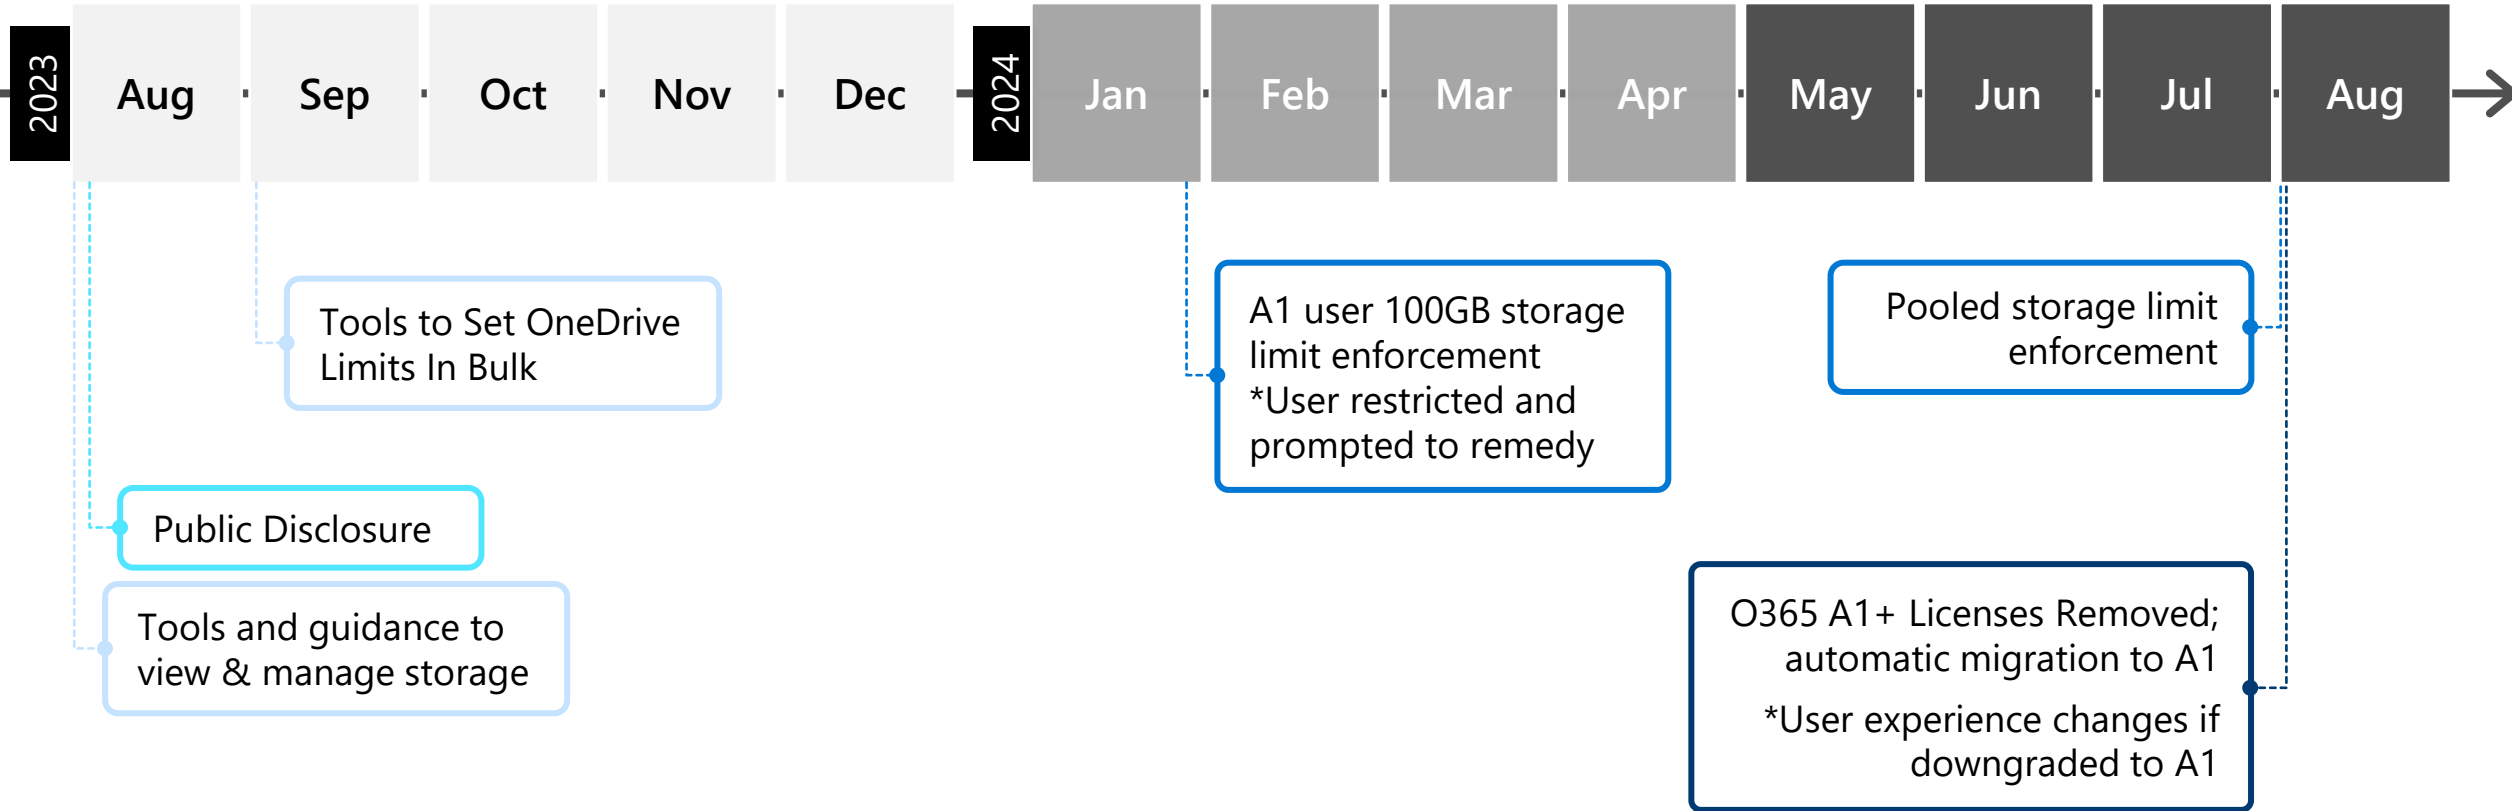 2023
Aug
Sep
Oct
Nov
Dec
2024
Jan
Feb
Mar
Apr
May
Jun
Jul
Aug
Tools to Set OneDrive
Limits In Bulk
A1 user 100GB storage
limit enforcement
*User restricted and
prompted to remedy
Pooled storage limit
enforcement
Public Disclosure
Tools and guidance to
view & manage storage
O365 A1+ Licenses Removed;
automatic migration to A1
*User experience changes if
downgraded to A1